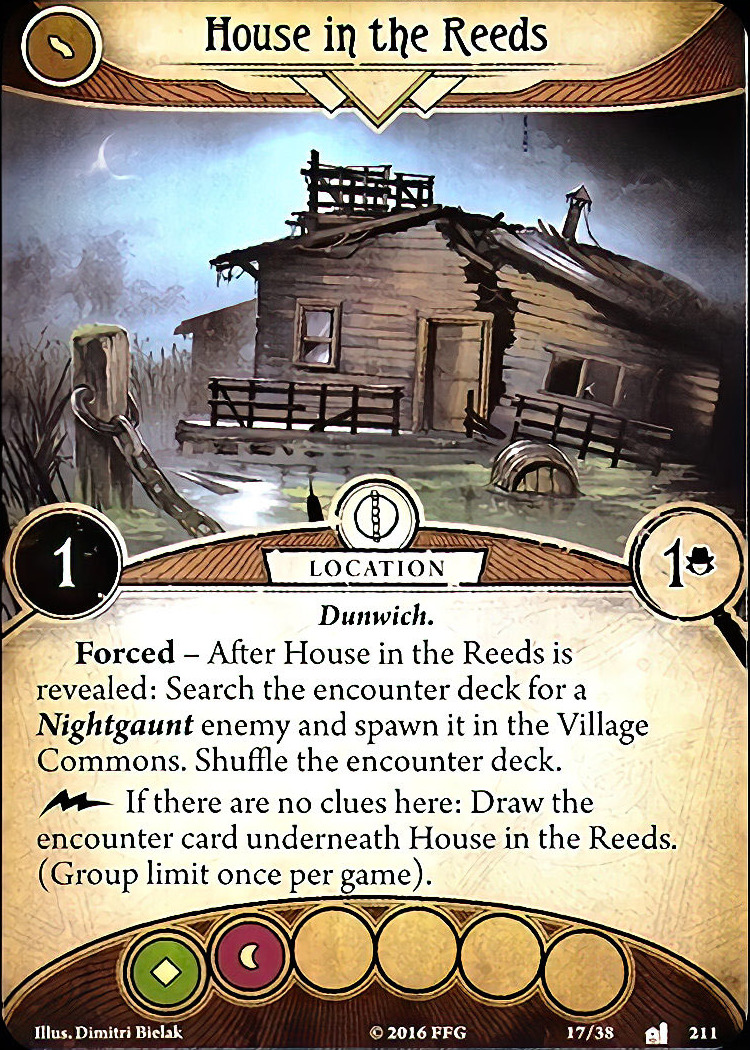 House in the Reeds
1
LOCATION
1
Dunwich.
Forced – After House in the Reeds is
revealed: Search the encounter deck for a
Nightgaunt enemy and spawn it in the Village
Commons. Shuffle the encounter deck.
If there are no clues here: Draw the
encounter card underneath House in the Reeds.
(Group limit once per game).
Illus. Dimitri Bielak
© 2016 FFG
17/38
211